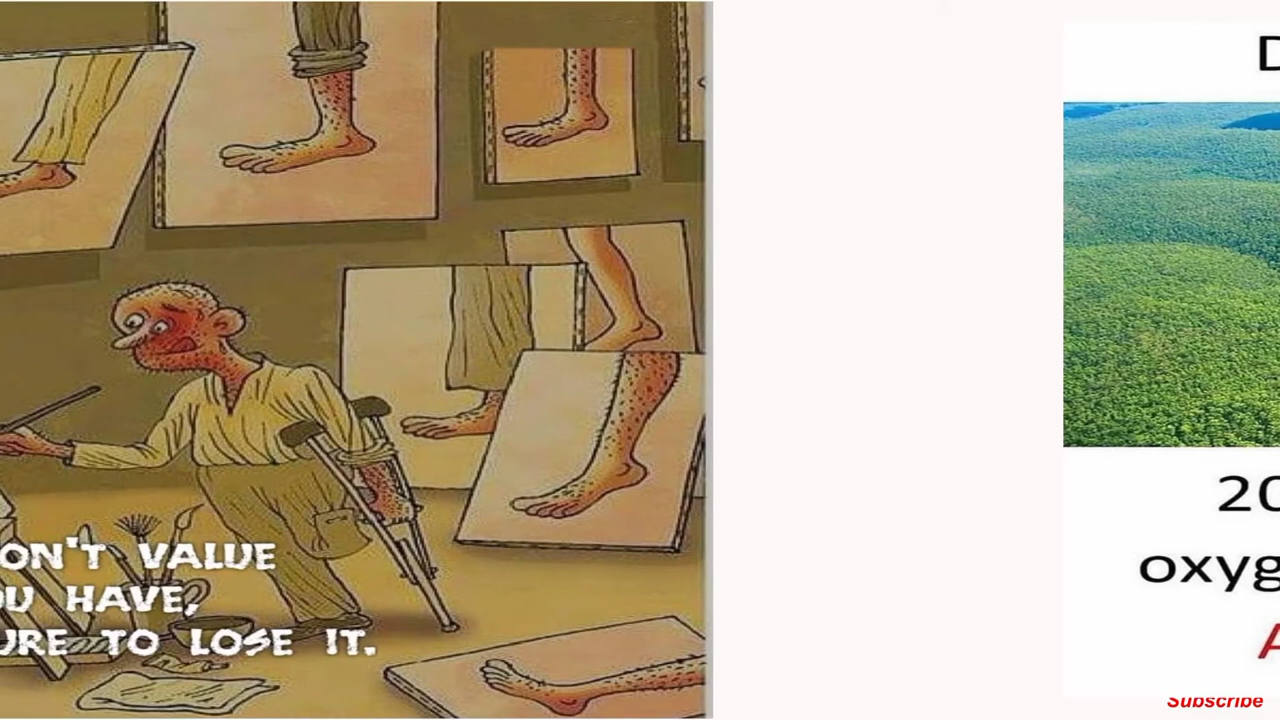 ON'T VALUE
OU HAVE,
URE TO LOSE IT.
D
20
oxyg
A
Subscribe